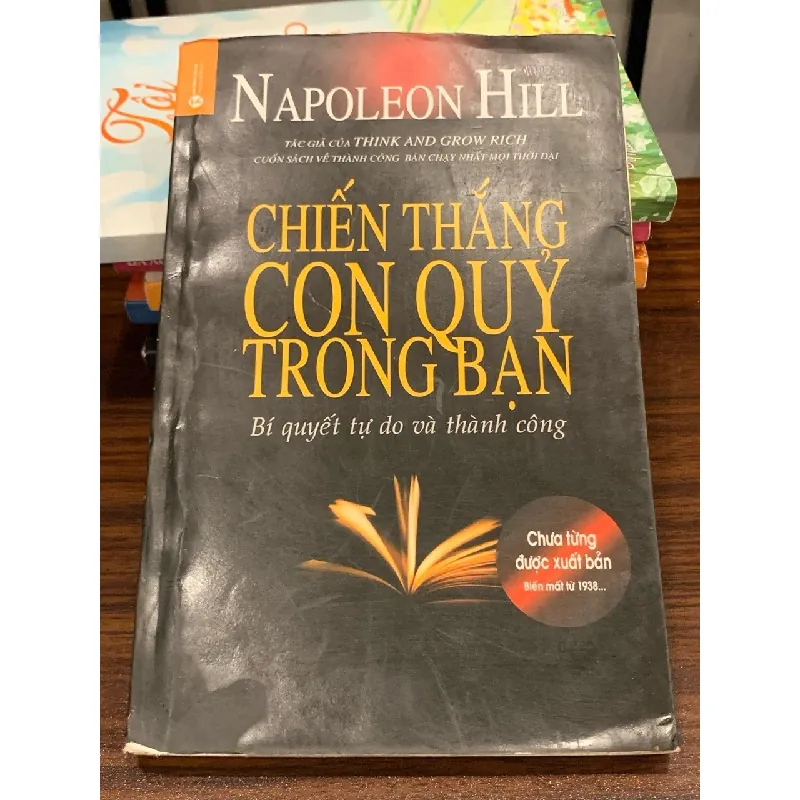 NAPOLEON HILL
TÁC GIẢ CỦA THINK AND GROW RICH
CUỐN SÁCH VỀ THÀNH CÔNG BÁN CHẠY NHẤT MỌI THỜI ĐẠI
CHIẾN THẮNG
CON QUỶ
TRONG BẠN
Bí quyết tự do và thành công
Chưa từng
được xuất bản
Biến mất từ 1938...
Tôi